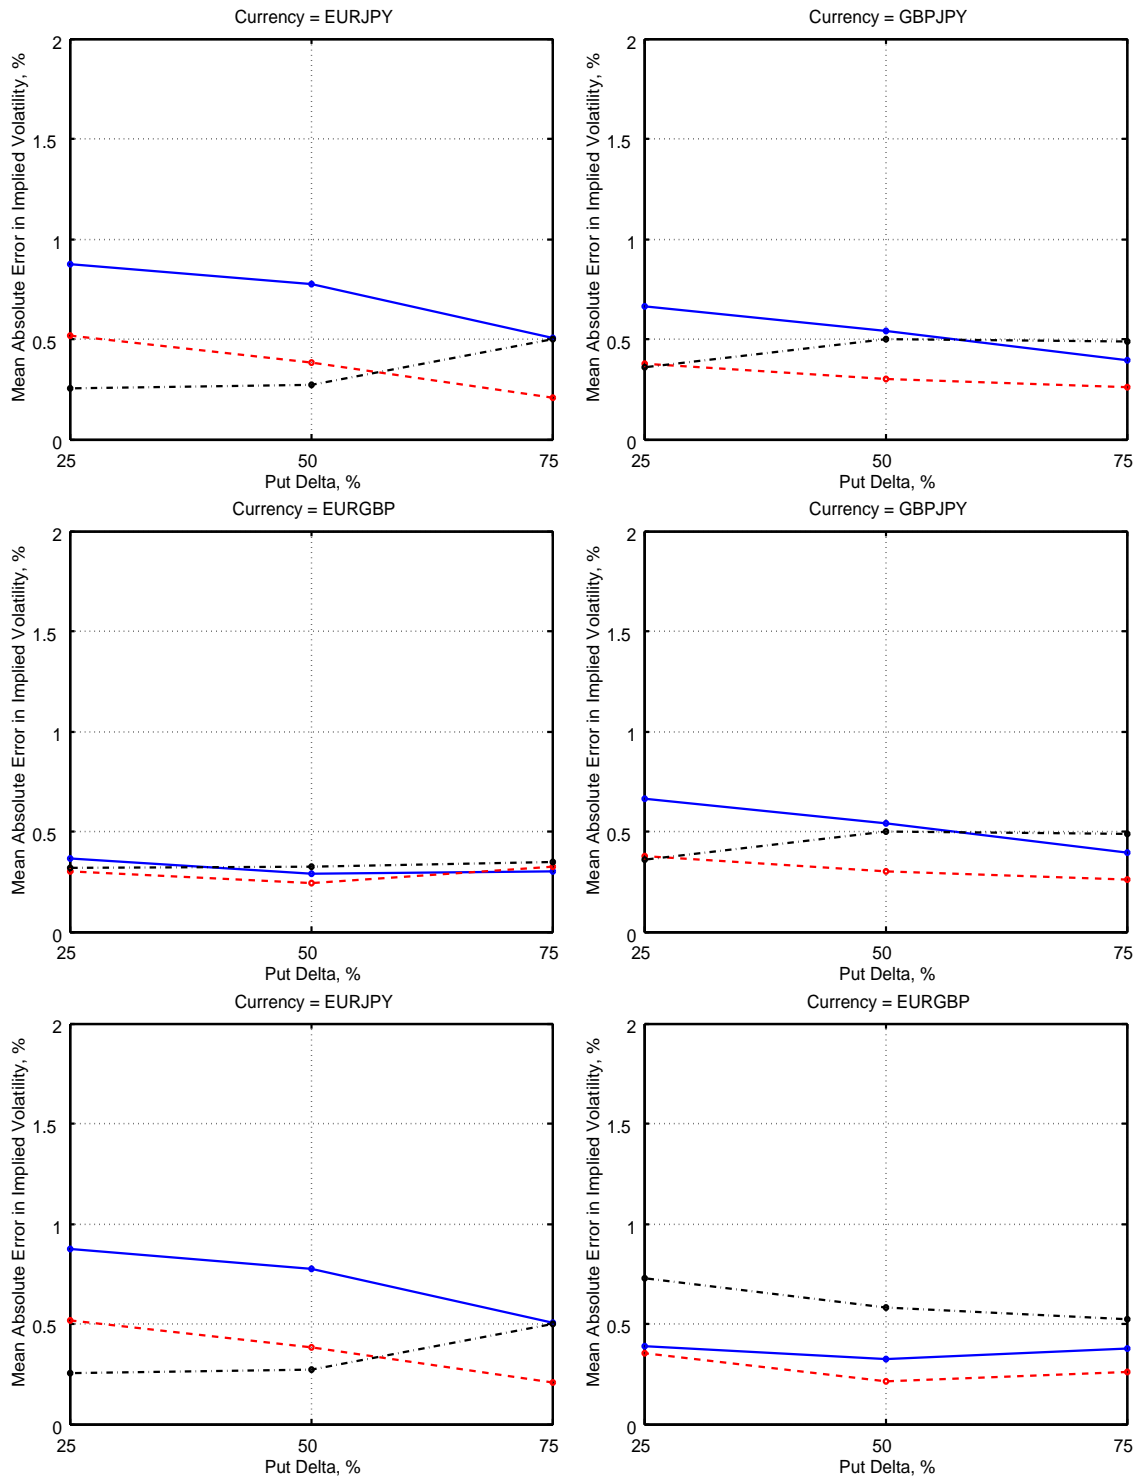 Currency = EURJPY
Mean Absolute Error in Implied Volatility, %
2
1.5
1
0.5
0
25
50
75
Put Delta, %
Currency = GBPJPY
Mean Absolute Error in Implied Volatility, %
2
1.5
1
0.5
0
25
50
75
Put Delta, %
Currency = EURGBP
Mean Absolute Error in Implied Volatility, %
2
1.5
1
0.5
0
25
50
75
Put Delta, %
Currency = GBPJPY
Mean Absolute Error in Implied Volatility, %
2
1.5
1
0.5
0
25
50
75
Put Delta, %
Currency = EURJPY
Mean Absolute Error in Implied Volatility, %
2
1.5
1
0.5
0
25
50
75
Put Delta, %
Currency = EURGBP
Mean Absolute Error in Implied Volatility, %
2
1.5
1
0.5
0
25
50
75
Put Delta, %